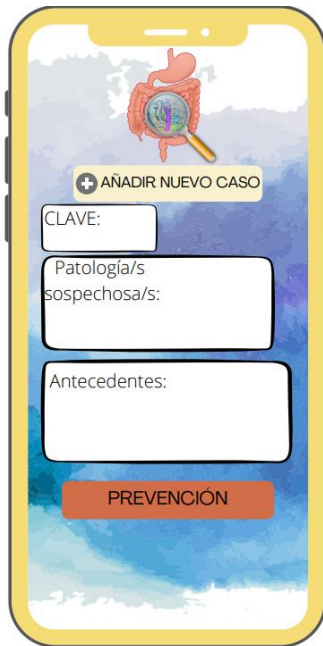 AÑADIR NUEVO CASO
CLAVE:
Patología/s
sospechosa/s:
Antecedentes:
PREVENCIÓN